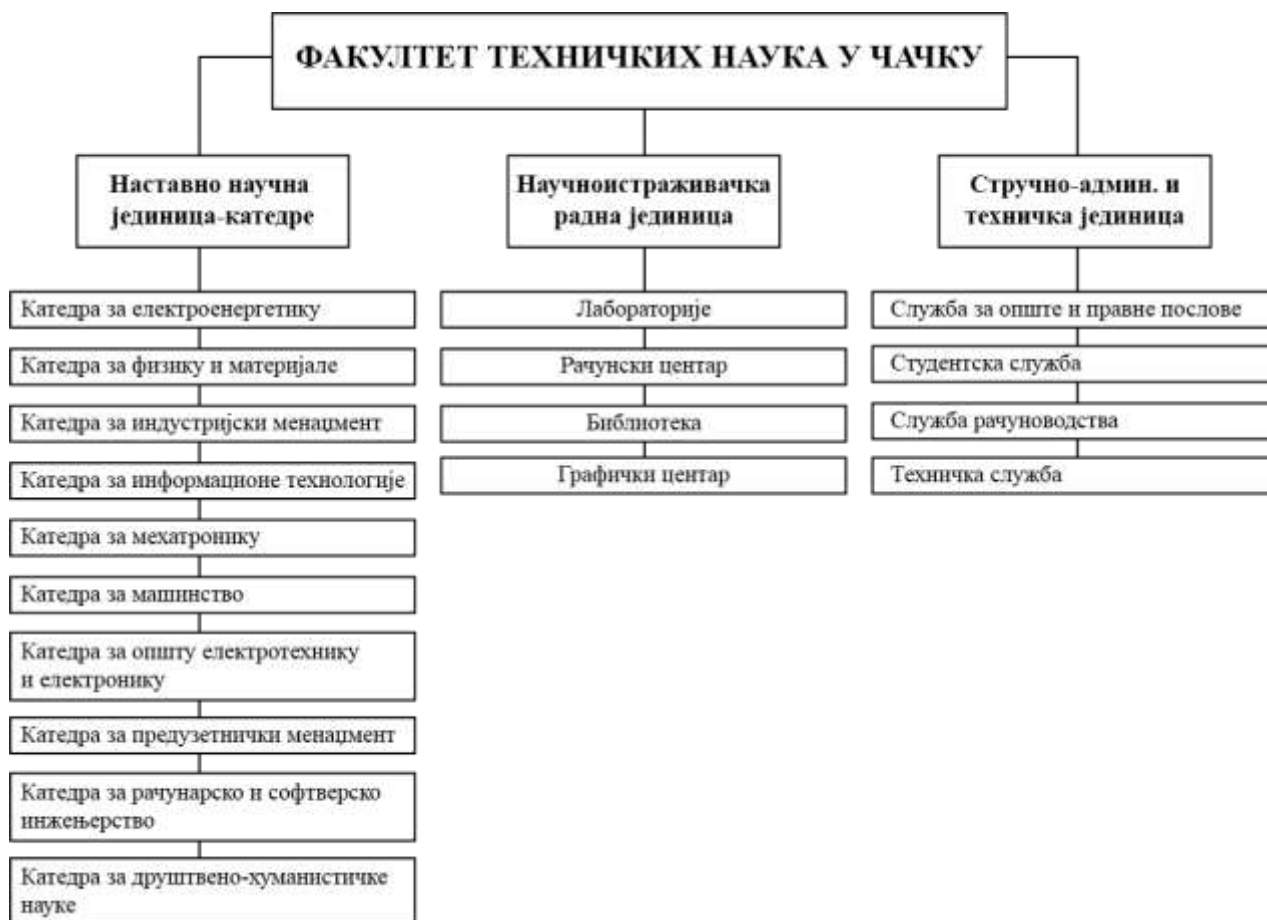 ФАКУЛТЕТ ТЕХНИЧКИХ НАУКА У ЧАЧКУ
Наставно научна
јединица-катедре
Научноистраживачка
радна јединица
Стручно-админ. и
техничка јединица
Катедра за електроенергетику
Катедра за физику и материјале
Катедра за индустријски менаџмент
Катедра за информационе технологије
Катедра за мехатронику
Катедра за машинство
Катедра за општу електротехнику
и електронику
Катедра за предузетнички менаџмент
Катедра за рачунарско и софтверско
инжењерство
Катедра за друштвено-хуманистичке
науке
Лабораторије
Рачунски центар
Библиотека
Графички центар
Служба за опште и правне послове
Студентска служба
Служба рачуноводства
Техничка служба